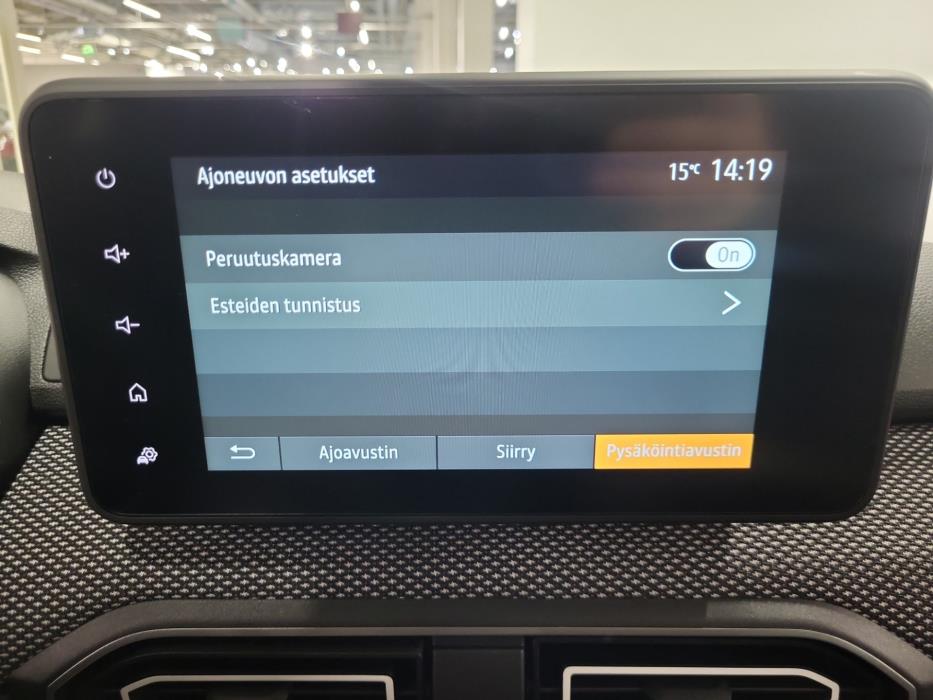 Ajoneuvon asetukset 15°C 14:19
Peruutuskamera On
Esteiden tunnistus
Ajoavustin Siirry Pysäköintiavustin